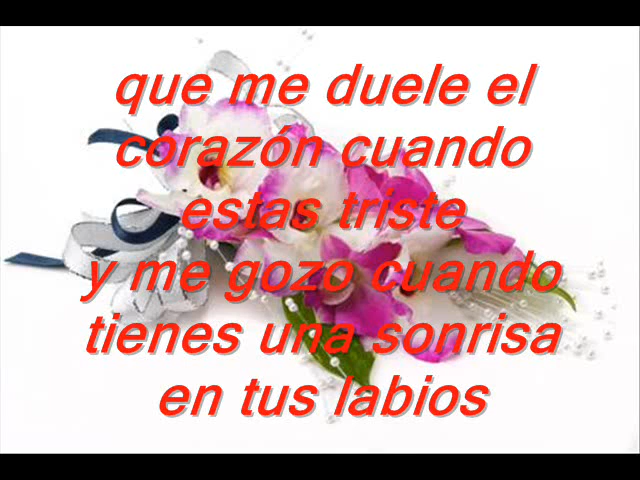 que me duele el
corazón cuando
estas triste
y me gozo cuando
tienes una sonrisa
en tus labios